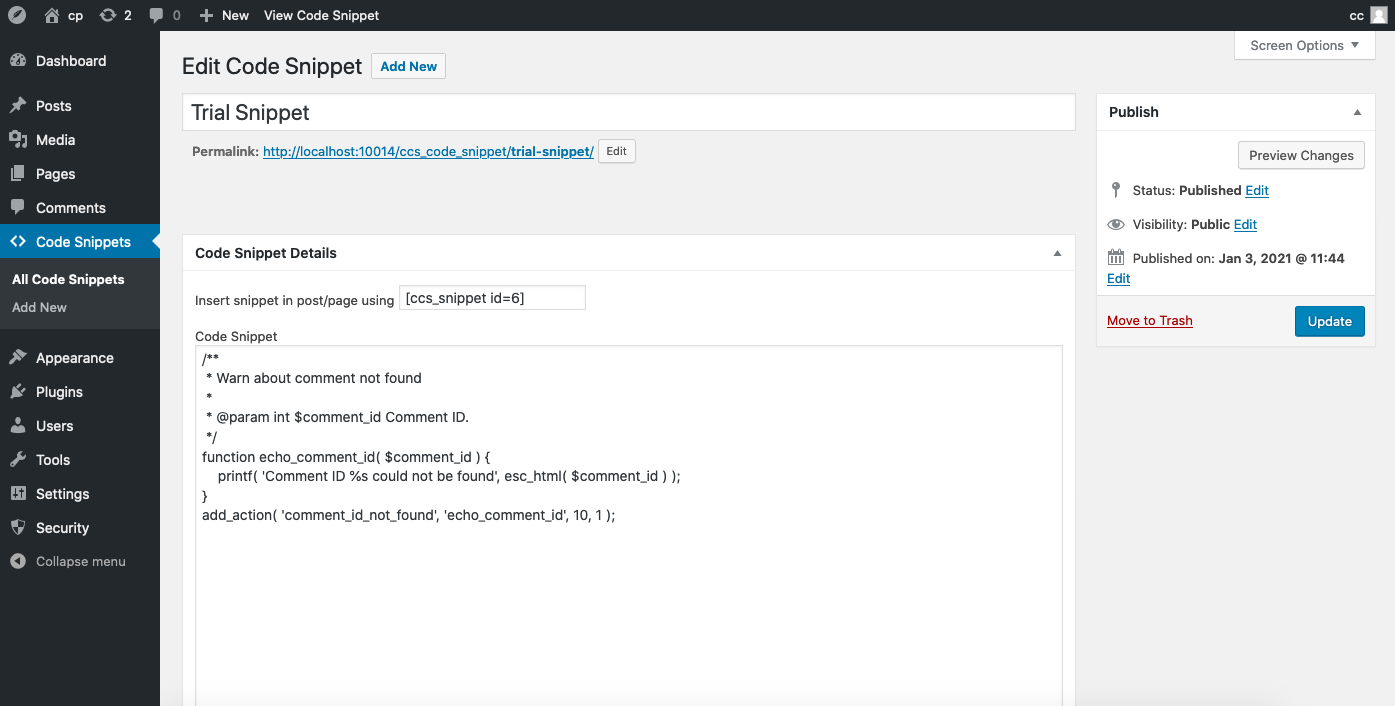 cp 2 0 New View Code Snippet cc
Dashboard
Posts
Media
Pages
Comments
Code Snippets
All Code Snippets
Add New
Appearance
Plugins
Users
Tools
Settings
Security
Collapse menu
Screen Options
Edit Code Snippet Add New
Trial Snippet
Permalink: http://localhost:10014/ccs_code_snippet/trial-snippet/ Edit
Code Snippet Details
Insert snippet in post/page using [ccs_snippet id=6]
Code Snippet
/**
* Warn about comment not found
*
* @param int $comment_id Comment ID.
*/
function echo_comment_id( $comment_id ) {
printf( 'Comment ID %s could not be found', esc_html( $comment_id ) );
}
add_action( 'comment_id_not_found', 'echo_comment_id', 10, 1 );
Publish
Preview Changes
Status: Published Edit
Visibility: Public Edit
Published on: Jan 3, 2021 @ 11:44
Edit
Move to Trash Update